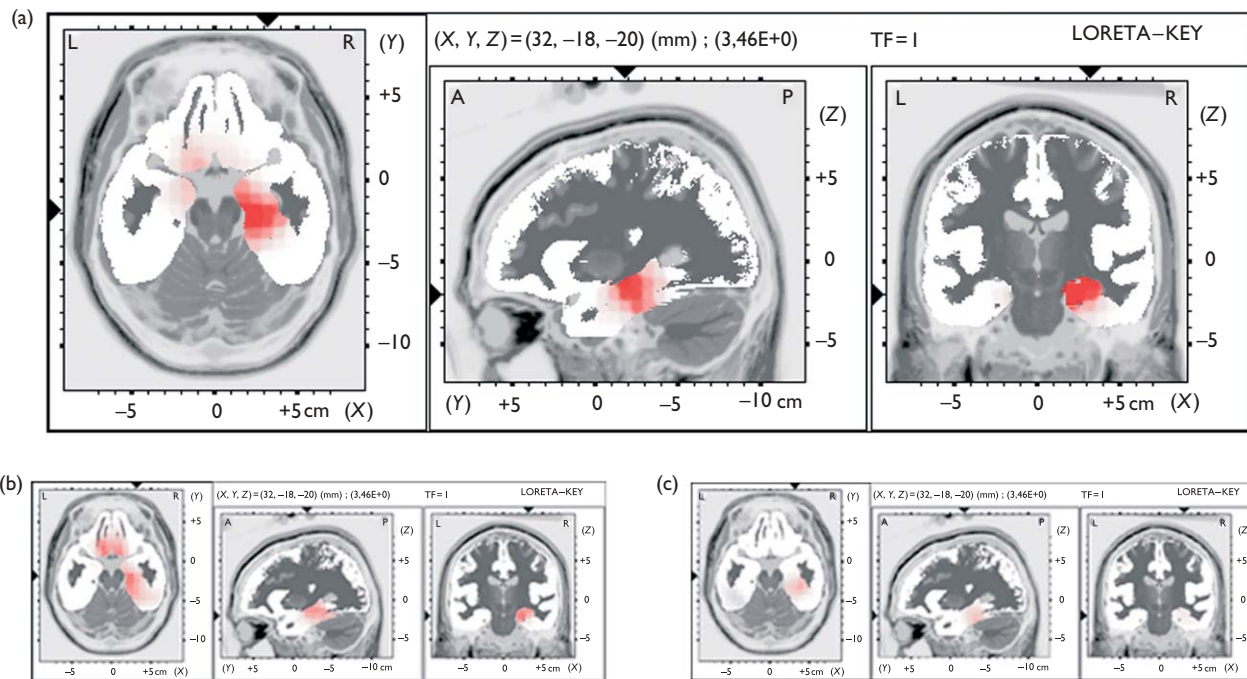 (a)
(X, Y, Z) = (32, −18, −20) (mm) ; (3,46E+0) TF = I LORETA−KEY
L R (Y)
+5
0
−5
−10
−5 0 +5 cm (X)
A P (Z)
+5
0
−5
(Y) +5 0 −5 −10 cm
L R (Z)
+5
0
−5
−5 0 +5 cm (X)
(b)
(X, Y, Z) = (32, −18, −20) (mm) ; (3,46E+0) TF = I LORETA−KEY
L R (Y)
+5
0
−5
−10
−5 0 +5 cm (X)
A P (Z)
+5
0
−5
(Y) +5 0 −5 −10 cm
L R (Z)
+5
0
−5
−5 0 +5 cm (X)
(c)
(X, Y, Z) = (32, −18, −20) (mm) ; (3,46E+0) TF = I LORETA−KEY
L R (Y)
+5
0
−5
−10
−5 0 +5 cm (X)
A P (Z)
+5
0
−5
(Y) +5 0 −5 −10 cm
L R (Z)
+5
0
−5
−5 0 +5 cm (X)